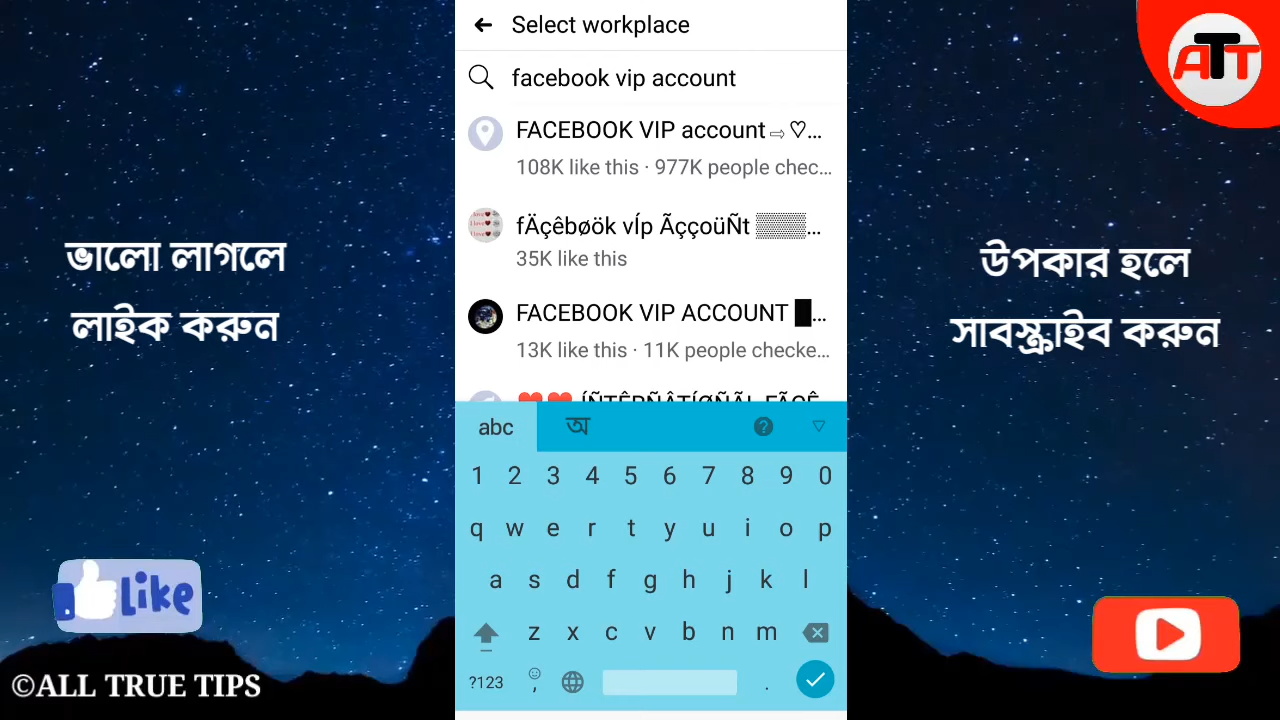 Select workplace
ATT
facebook vip account
FACEBOOK VIP account⇨♡...
108K like this · 977K people chec...
fÄçêbøök vÍp ÃççoüÑt ▒▒▒...
35K like this
FACEBOOK VIP ACCOUNT █...
13K like this · 11K people checke...
ভালো লাগলে
লাইক করুন
উপকার হলে
সাবস্ক্রাইব করুন
abc অ
1 2 3 4 5 6 7 8 9 0
q w e r t y u i o p
a s d f g h j k l
z x c v b n m
?123 , .
Like
©ALL TRUE TIPS